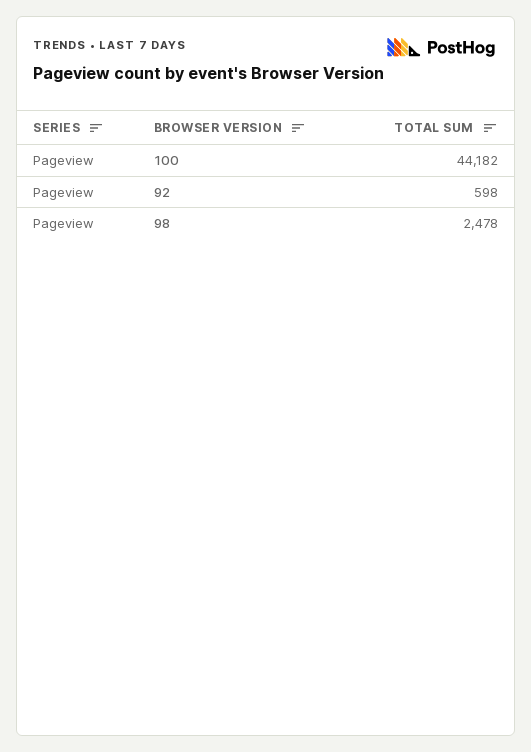 TRENDS • LAST 7 DAYS
PostHog
Pageview count by event's Browser Version
SERIES BROWSER VERSION TOTAL SUM
Pageview 100 44,182
Pageview 92 598
Pageview 98 2,478